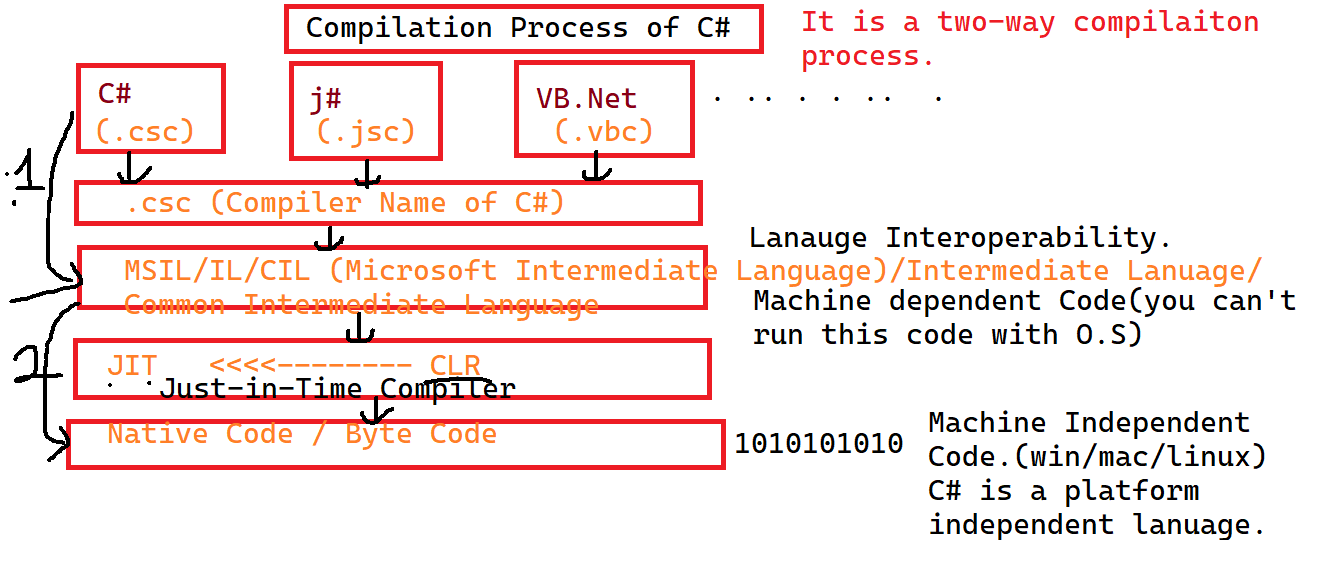 Compilation Process of C#
It is a two-way compilaiton
process.
C#
(.csc)
j#
(.jsc)
VB.Net
(.vbc)
. .. . . .. .
1
.csc (Compiler Name of C#)
Lanauge Interoperability.
MSIL/IL/CIL (Microsoft Intermediate Language)/Intermediate Lanuage/
Common Intermediate Language
Machine dependent Code(you can't
run this code with O.S)
2
JIT <<<<-------- CLR
Just-in-Time Compiler
Native Code / Byte Code
1010101010
Machine Independent
Code.(win/mac/linux)
C# is a platform
independent lanuage.